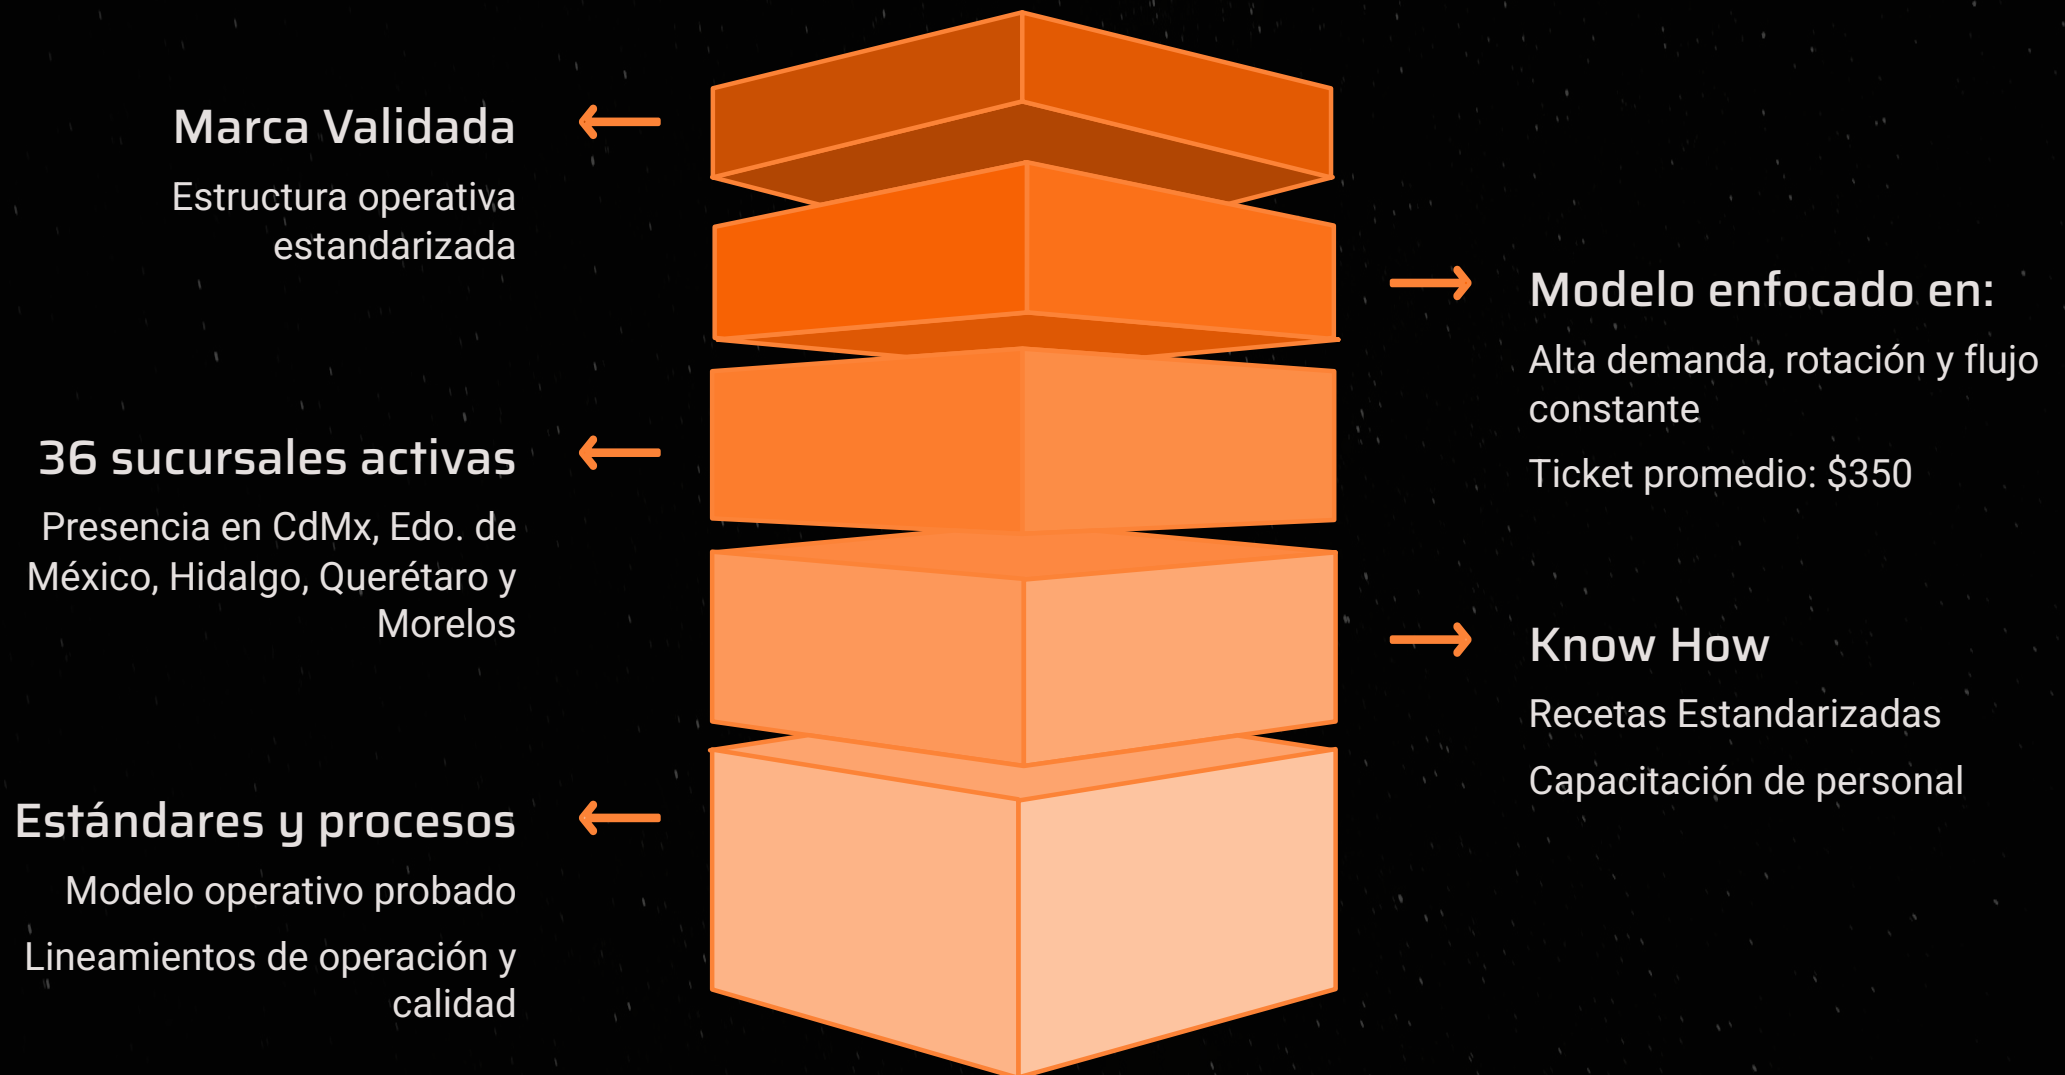 Marca Validada
Estructura operativa
estandarizada
Modelo enfocado en:
Alta demanda, rotación y flujo
constante
Ticket promedio: $350
36 sucursales activas
Presencia en CdMx, Edo. de
México, Hidalgo, Querétaro y
Morelos
Know How
Recetas Estandarizadas
Capacitación de personal
Estándares y procesos
Modelo operativo probado
Lineamientos de operación y
calidad